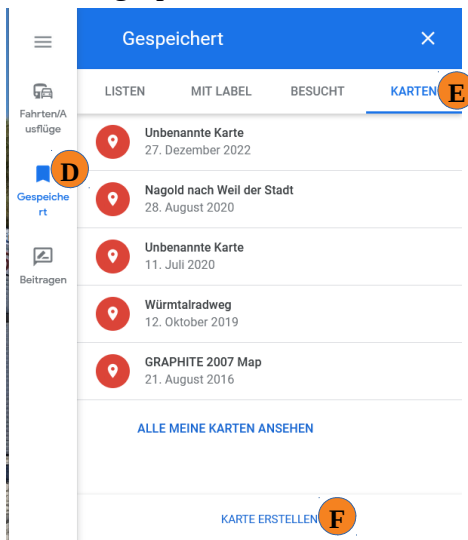 Gespeichert
LISTEN MIT LABEL BESUCHT KARTEN E
Fahrten/A
usflüge
D
Gespeiche
rt
Beitragen
Unbenannte Karte
27. Dezember 2022
Nagold nach Weil der Stadt
28. August 2020
Unbenannte Karte
11. Juli 2020
Würmtalradweg
12. Oktober 2019
GRAPHITE 2007 Map
21. August 2016
ALLE MEINE KARTEN ANSEHEN
KARTE ERSTELLEN F